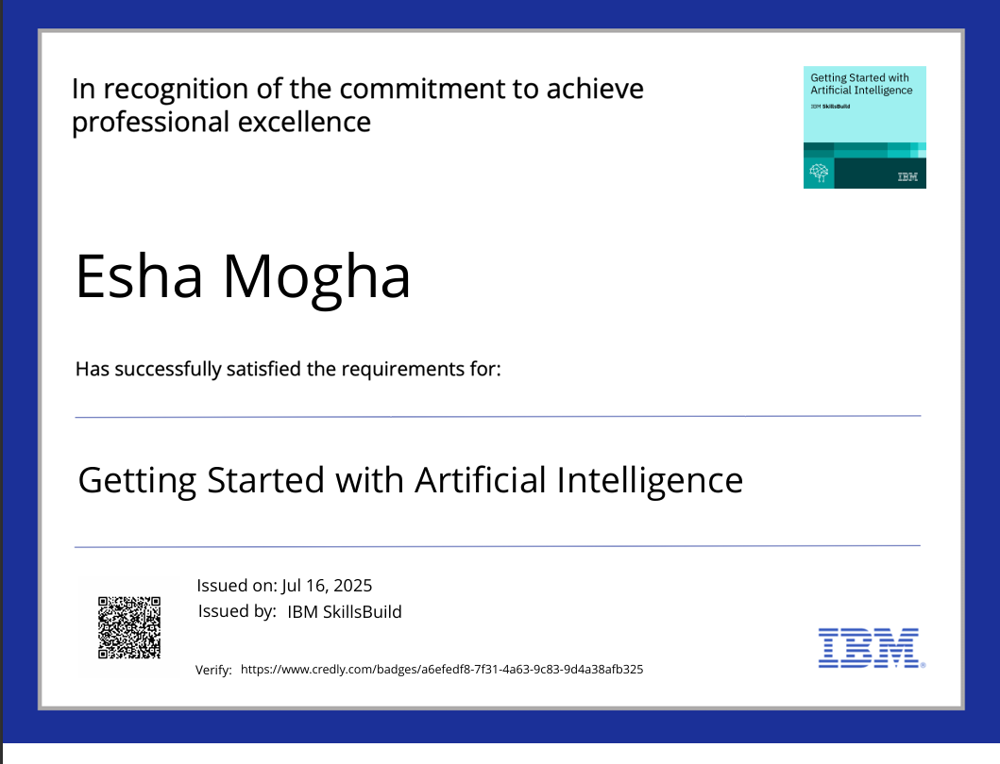 In recognition of the commitment to achieve
professional excellence
Getting Started with
Artificial Intelligence
IBM SkillsBuild
IBM
Esha Mogha
Has successfully satisfied the requirements for:
Getting Started with Artificial Intelligence
Issued on: Jul 16, 2025
Issued by: IBM SkillsBuild
Verify: https://www.credly.com/badges/a6efedf8-7f31-4a63-9c83-9d4a38afb325
IBM®